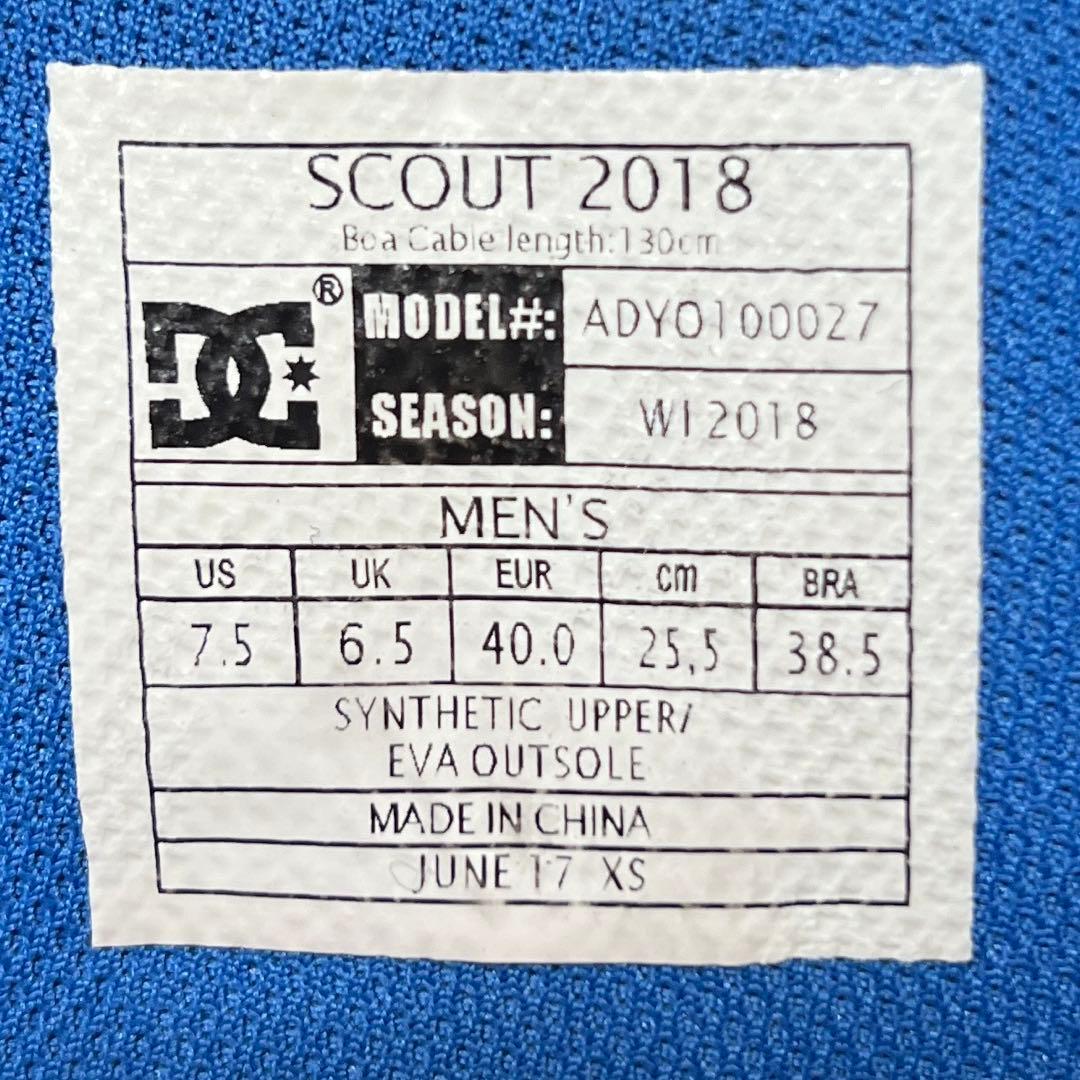 SCOUT 2018
Boa Cable length:130cm
DC ®
MODEL#: ADYO100027
SEASON: WI 2018
MEN'S
US UK EUR cm BRA
7.5 6.5 40.0 25,5 38.5
SYNTHETIC UPPER/
EVA OUTSOLE
MADE IN CHINA
JUNE 17 XS